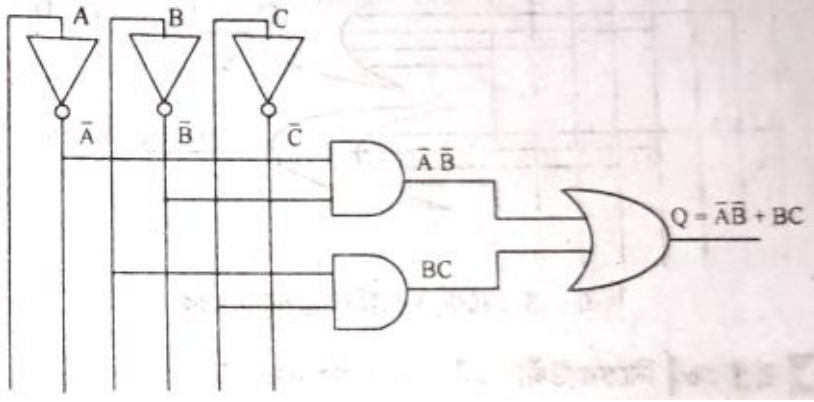 A B C
Ā B̄ C̄
Ā B̄
Q = ĀB̄ + BC
BC